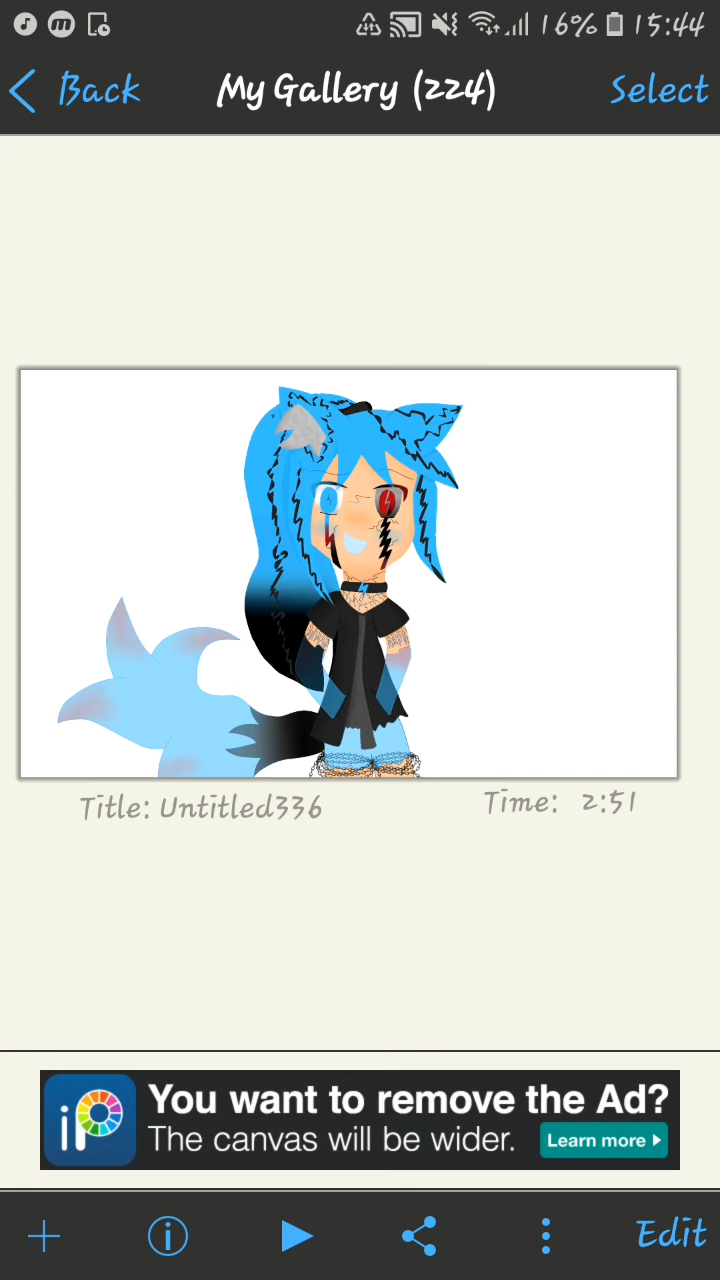 16% 15:44
Back My Gallery (224) Select
Title: Untitled336 Time: 2:51
You want to remove the Ad?
The canvas will be wider. Learn more
Edit